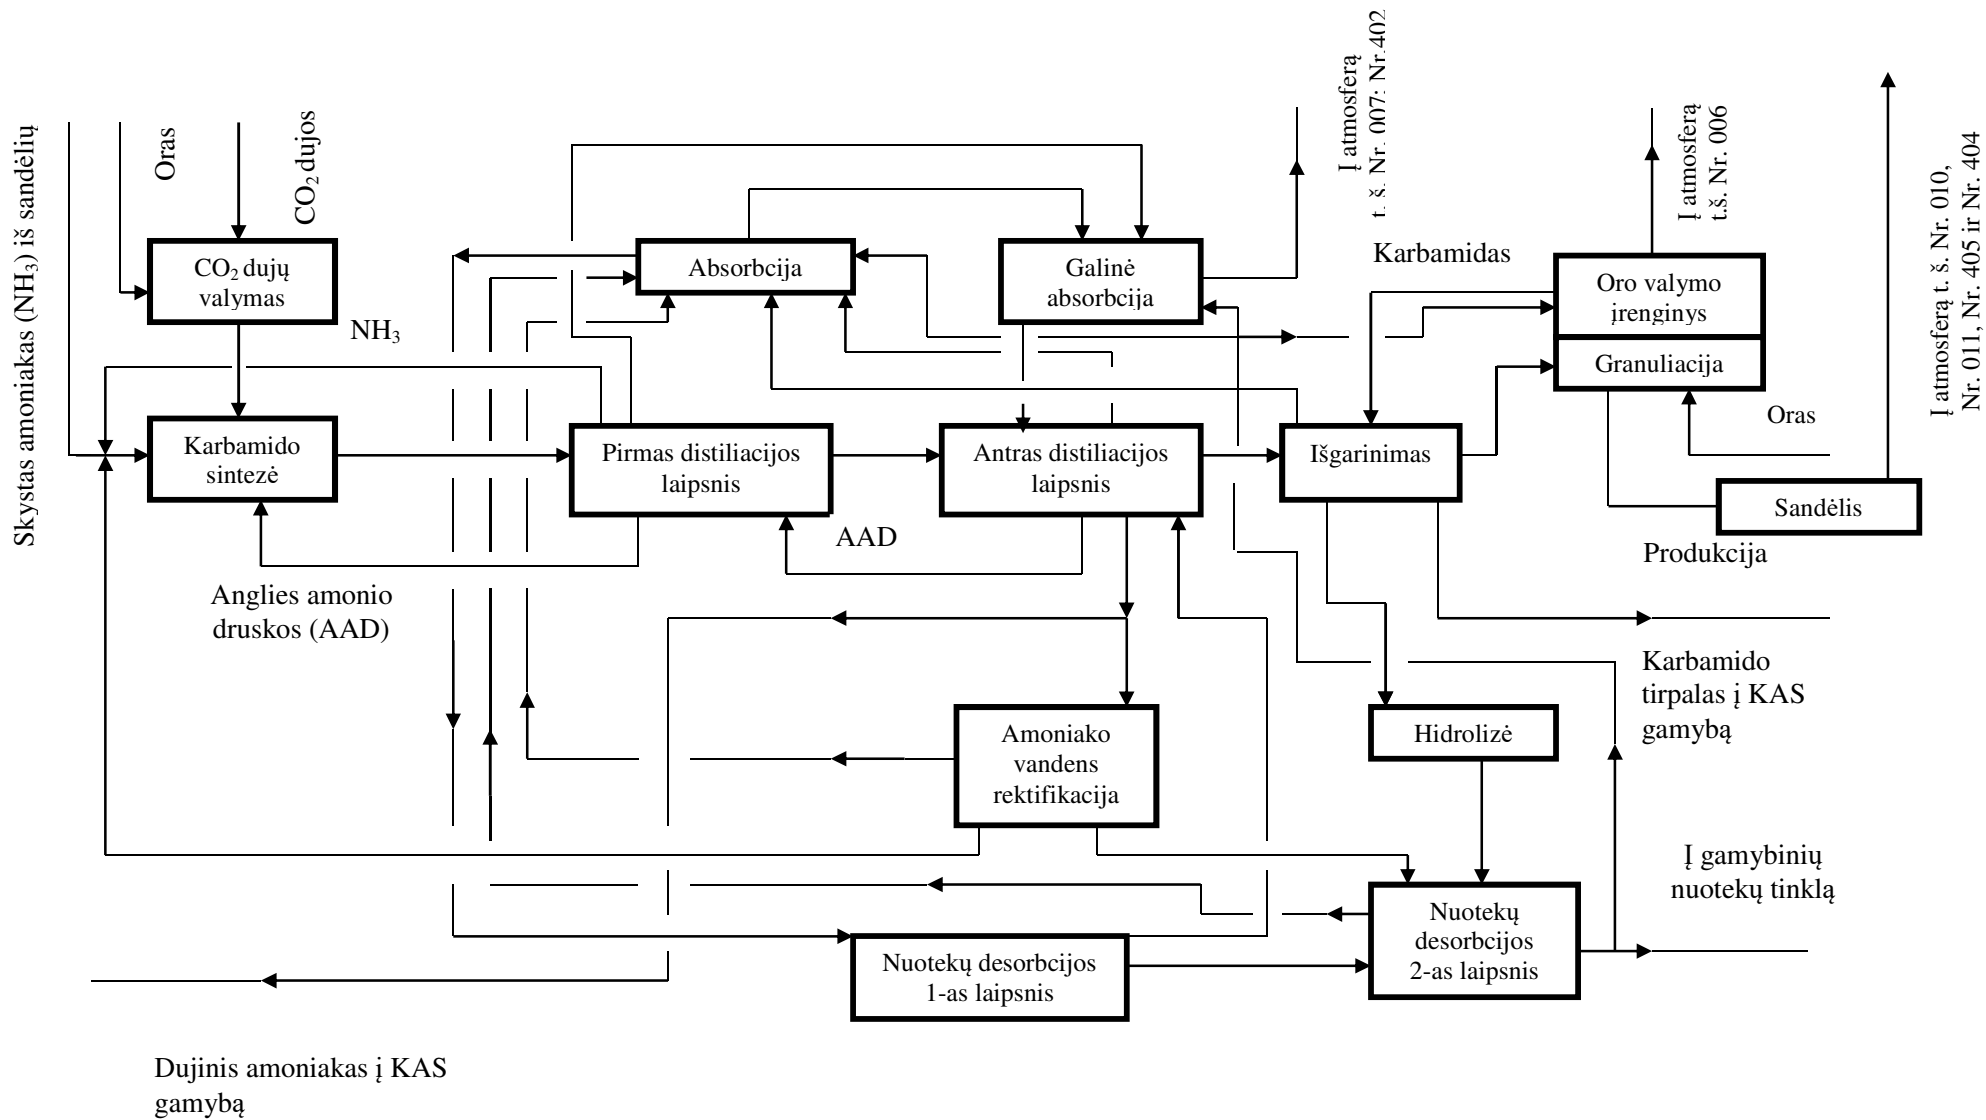 Skystas amoniakas (NH₃) iš sandėlių
Oras
CO₂ dujos
Į atmosferą
t. š. Nr. 007; Nr.402
Į atmosferą
t.š. Nr. 006
Į atmosferą t. š. Nr. 010,
Nr. 011, Nr. 405 ir Nr. 404
CO₂ dujų
valymas
Absorbcija
Galinė
absorbcija
Karbamidas
Oro valymo
įrenginys
NH₃
Granuliacija
Oras
Karbamido
sintezė
Pirmas distiliacijos
laipsnis
Antras distiliacijos
laipsnis
Išgarinimas
Sandėlis
AAD
Produkcija
Anglies amonio
druskos (AAD)
Karbamido
tirpalas į KAS
gamybą
Amoniako
vandens
rektifikacija
Hidrolizė
Į gamybinių
nuotekų tinklą
Nuotekų
desorbcijos
2-as laipsnis
Nuotekų desorbcijos
1-as laipsnis
Dujinis amoniakas į KAS
gamybą